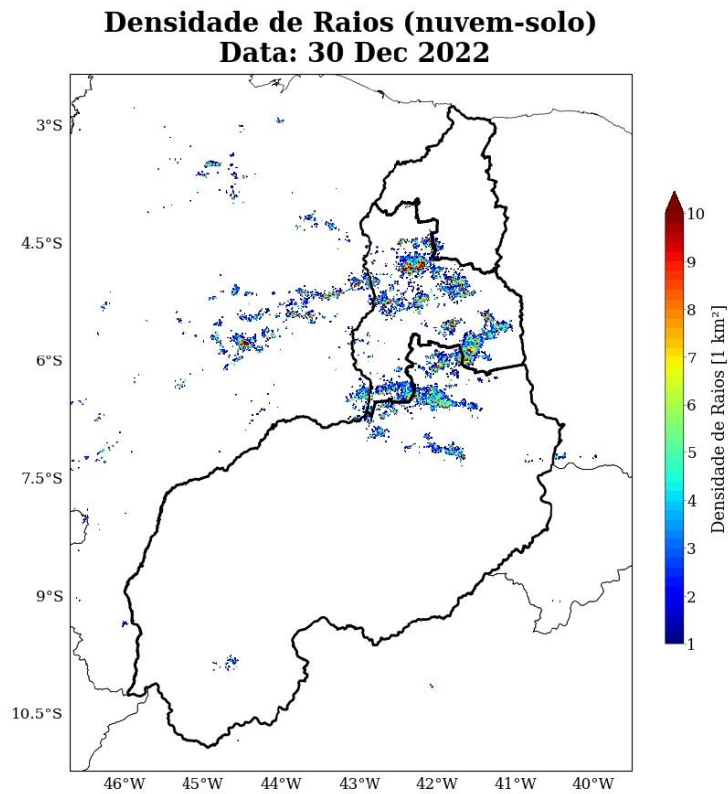 Densidade de Raios (nuvem-solo)
Data: 30 Dec 2022
3°S
4.5°S
6°S
7.5°S
9°S
10.5°S
46°W
45°W
44°W
43°W
42°W
41°W
40°W
10
9
8
7
6
5
4
3
2
1
Densidade de Raios [1 km²]